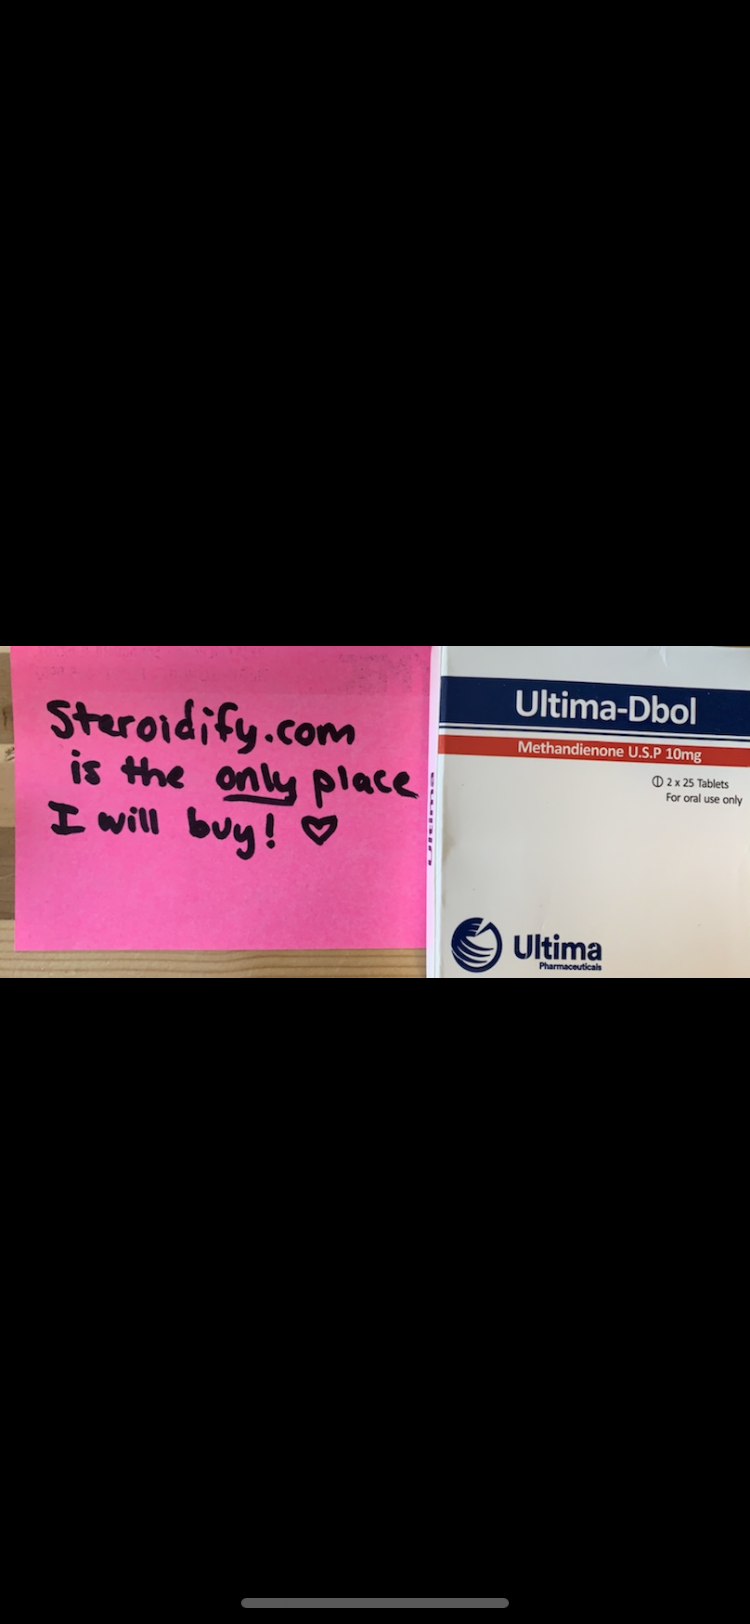 Steroidify.com
is the only place
I will buy! ♡
Ultima
Ultima-Dbol
Methandienone U.S.P 10mg
2 x 25 Tablets
For oral use only
Ultima
Pharmaceuticals